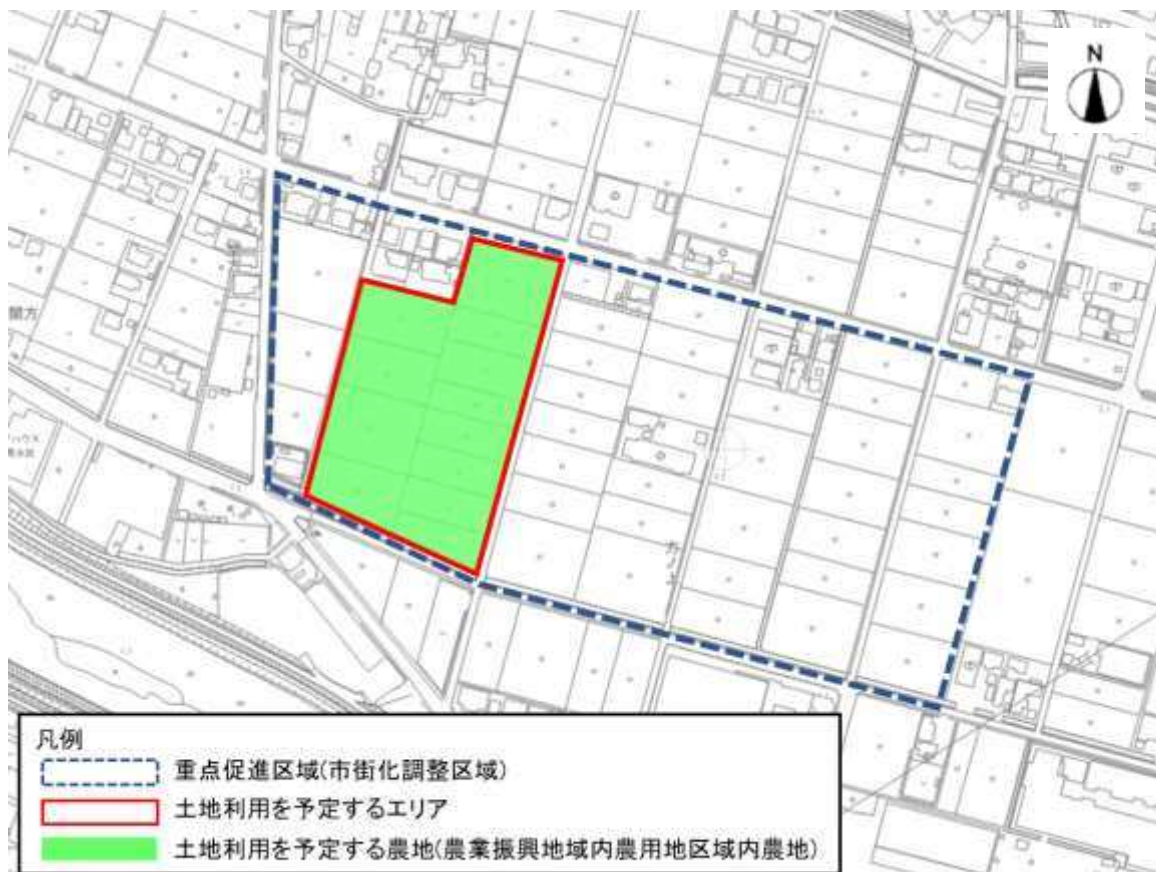 N
凡例
重点促進区域(市街化調整区域)
土地利用を予定するエリア
土地利用を予定する農地(農業振興地域内農用地区域内農地)